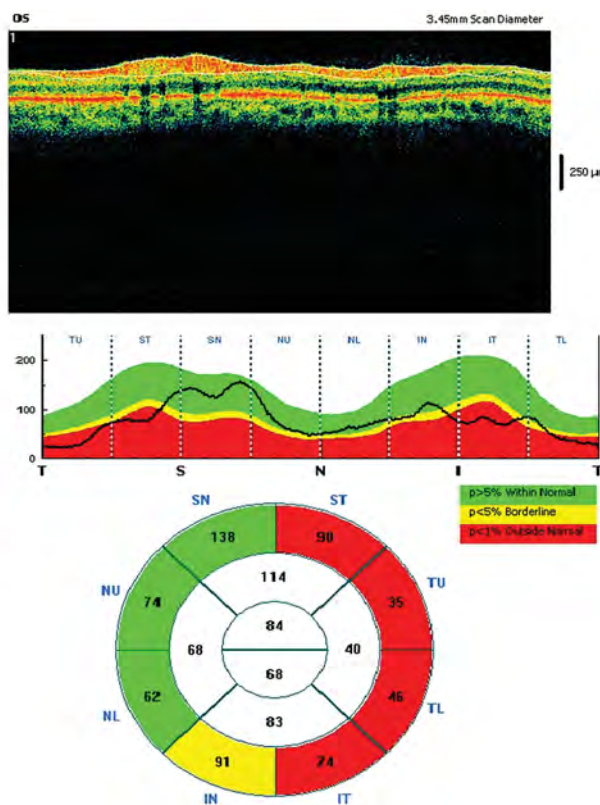 OS 3.45mm Scan Diameter
1
250 µ
TU ST SN NU NL IN IT TL
200
100
0
T S N I T
p>5% Within Normal
p<5% Borderline
p<1% Outside Normal
SN ST
138 90
NU 114 TU
74 84 35
68 40
62 68 46
NL 83 TL
91 74
IN IT